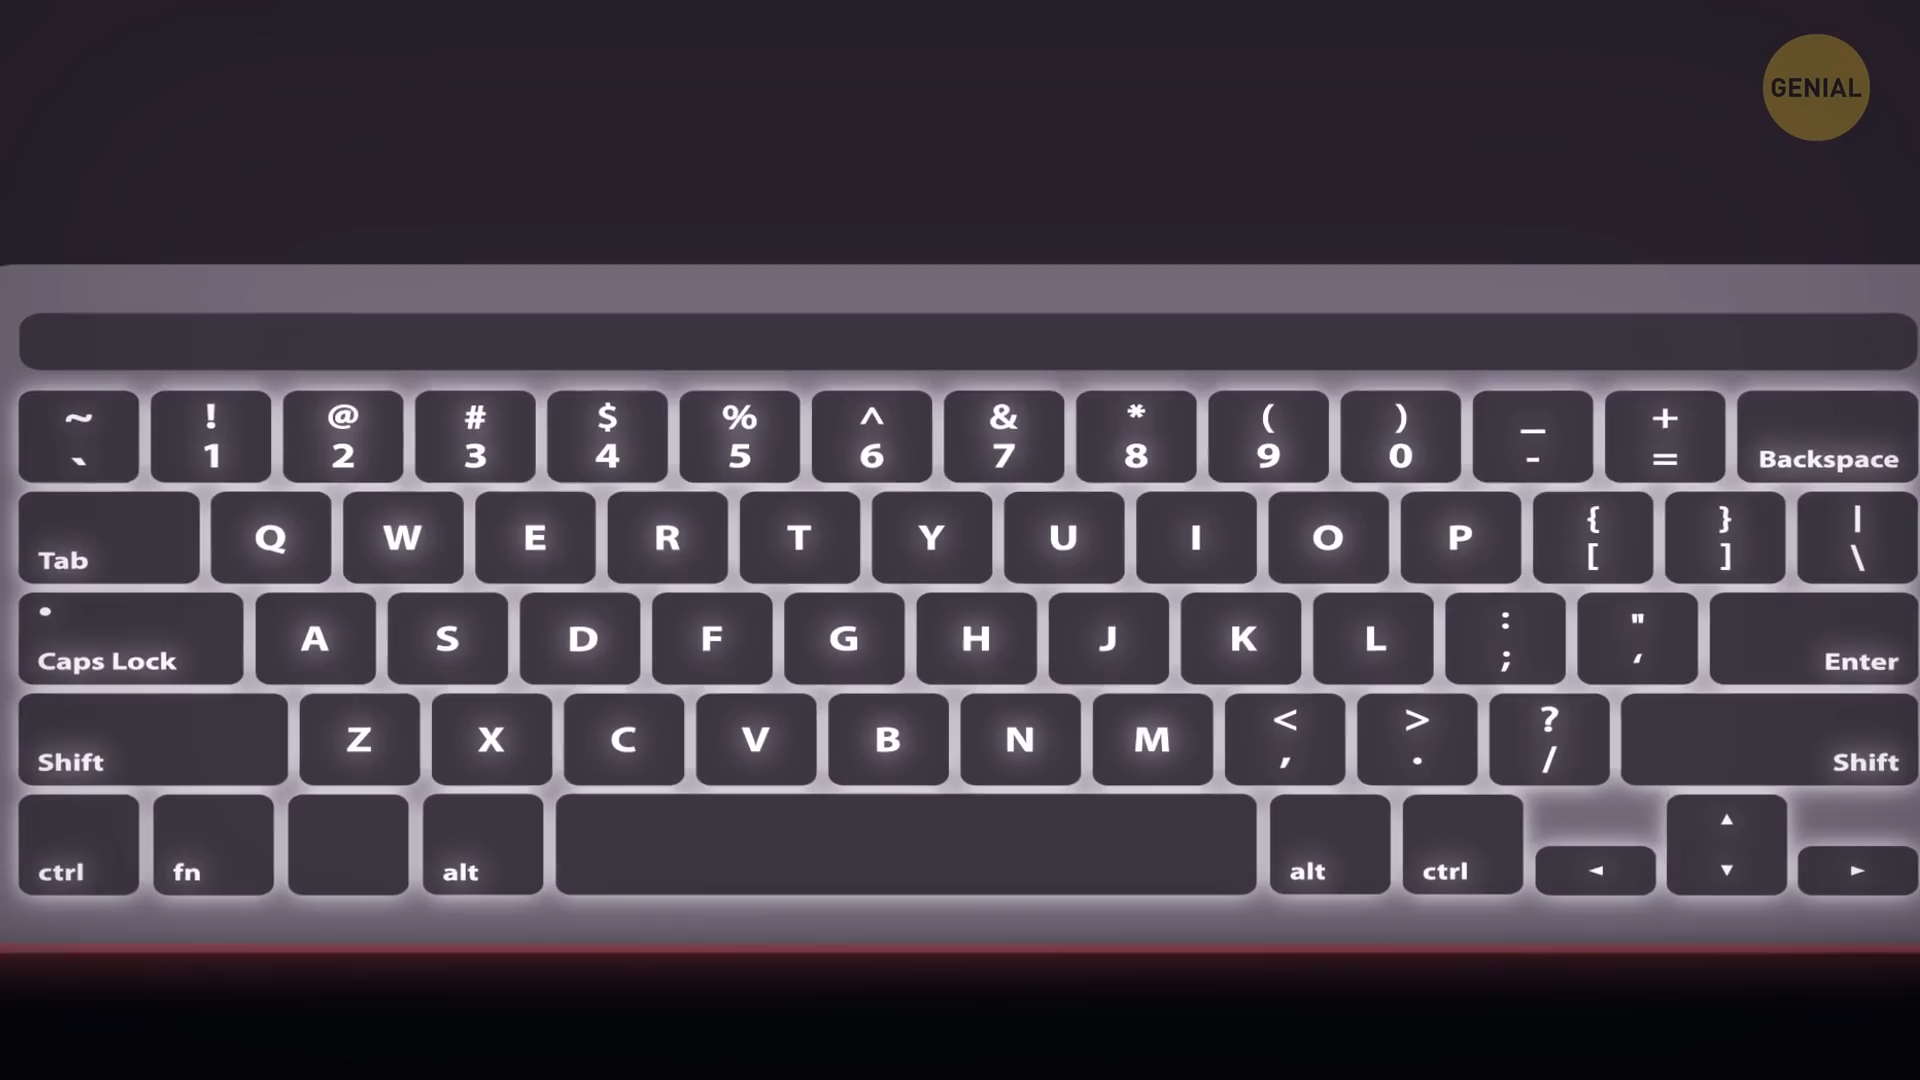 GENIAL
~ ! @ # $ % ^ & * ( ) _ +
` 1 2 3 4 5 6 7 8 9 0 - = Backspace
Tab Q W E R T Y U I O P { [ } ] | \
Caps Lock A S D F G H J K L : ; " ‘ Enter
Shift Z X C V B N M < , > . ? / Shift
ctrl fn alt alt ctrl ◄ ▲ ▼ ►